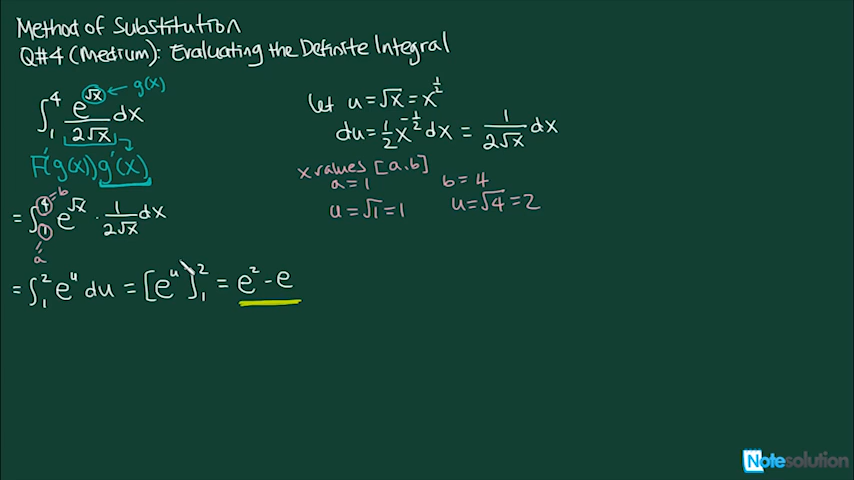 Method of Substitution
Q#4 (Medium): Evaluating the Definite Integral
∫₁⁴ e^√x / 2√x dx ← g(x)
F'(g(x)) g'(x)
let u = √x = x^½
du = ½ x^-½ dx = 1/2√x dx
x values [a,b]
a = 1 b = 4
u = √1 = 1 u = √4 = 2
= ∫₁⁴ e^√x · 1/2√x dx
= b
= a
= ∫₁² e^u du = [e^u]₁² = e² - e
Notesolution